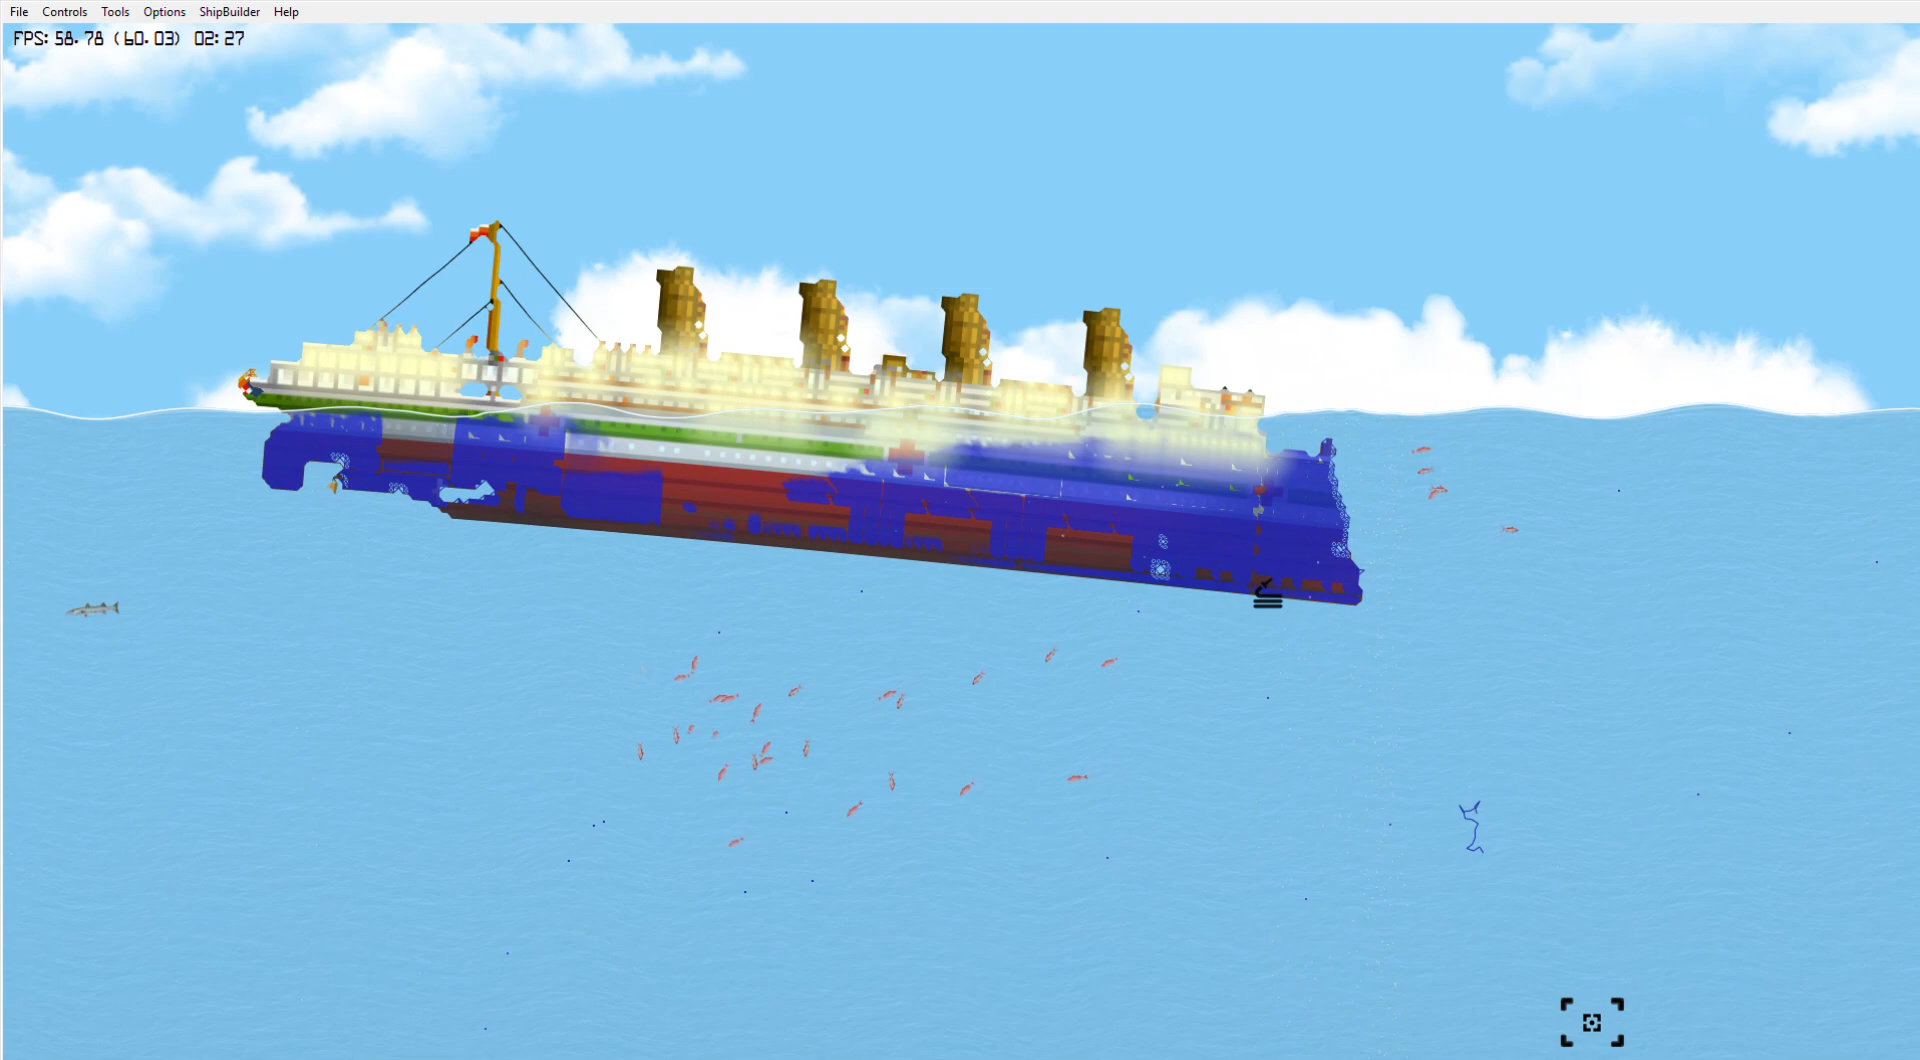 File Controls Tools Options ShipBuilder Help
FPS: 58.78 (60.03) 02:27